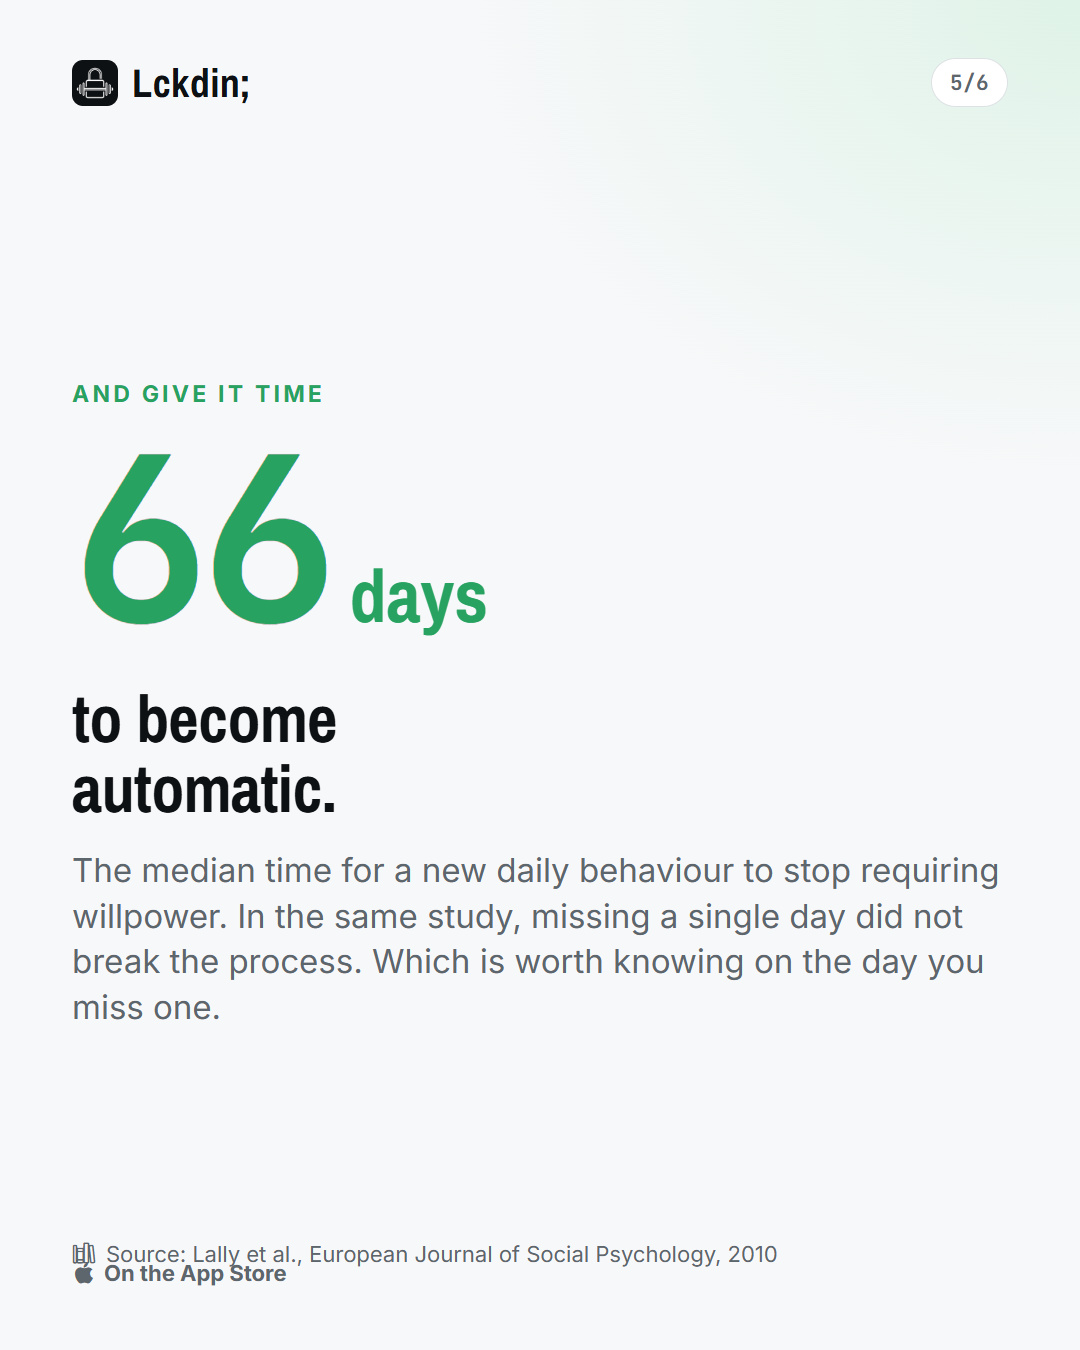 Lckdin;
5/6
AND GIVE IT TIME
66 days
to become
automatic.
The median time for a new daily behaviour to stop requiring
willpower. In the same study, missing a single day did not
break the process. Which is worth knowing on the day you
miss one.
Source: Lally et al., European Journal of Social Psychology, 2010
On the App Store